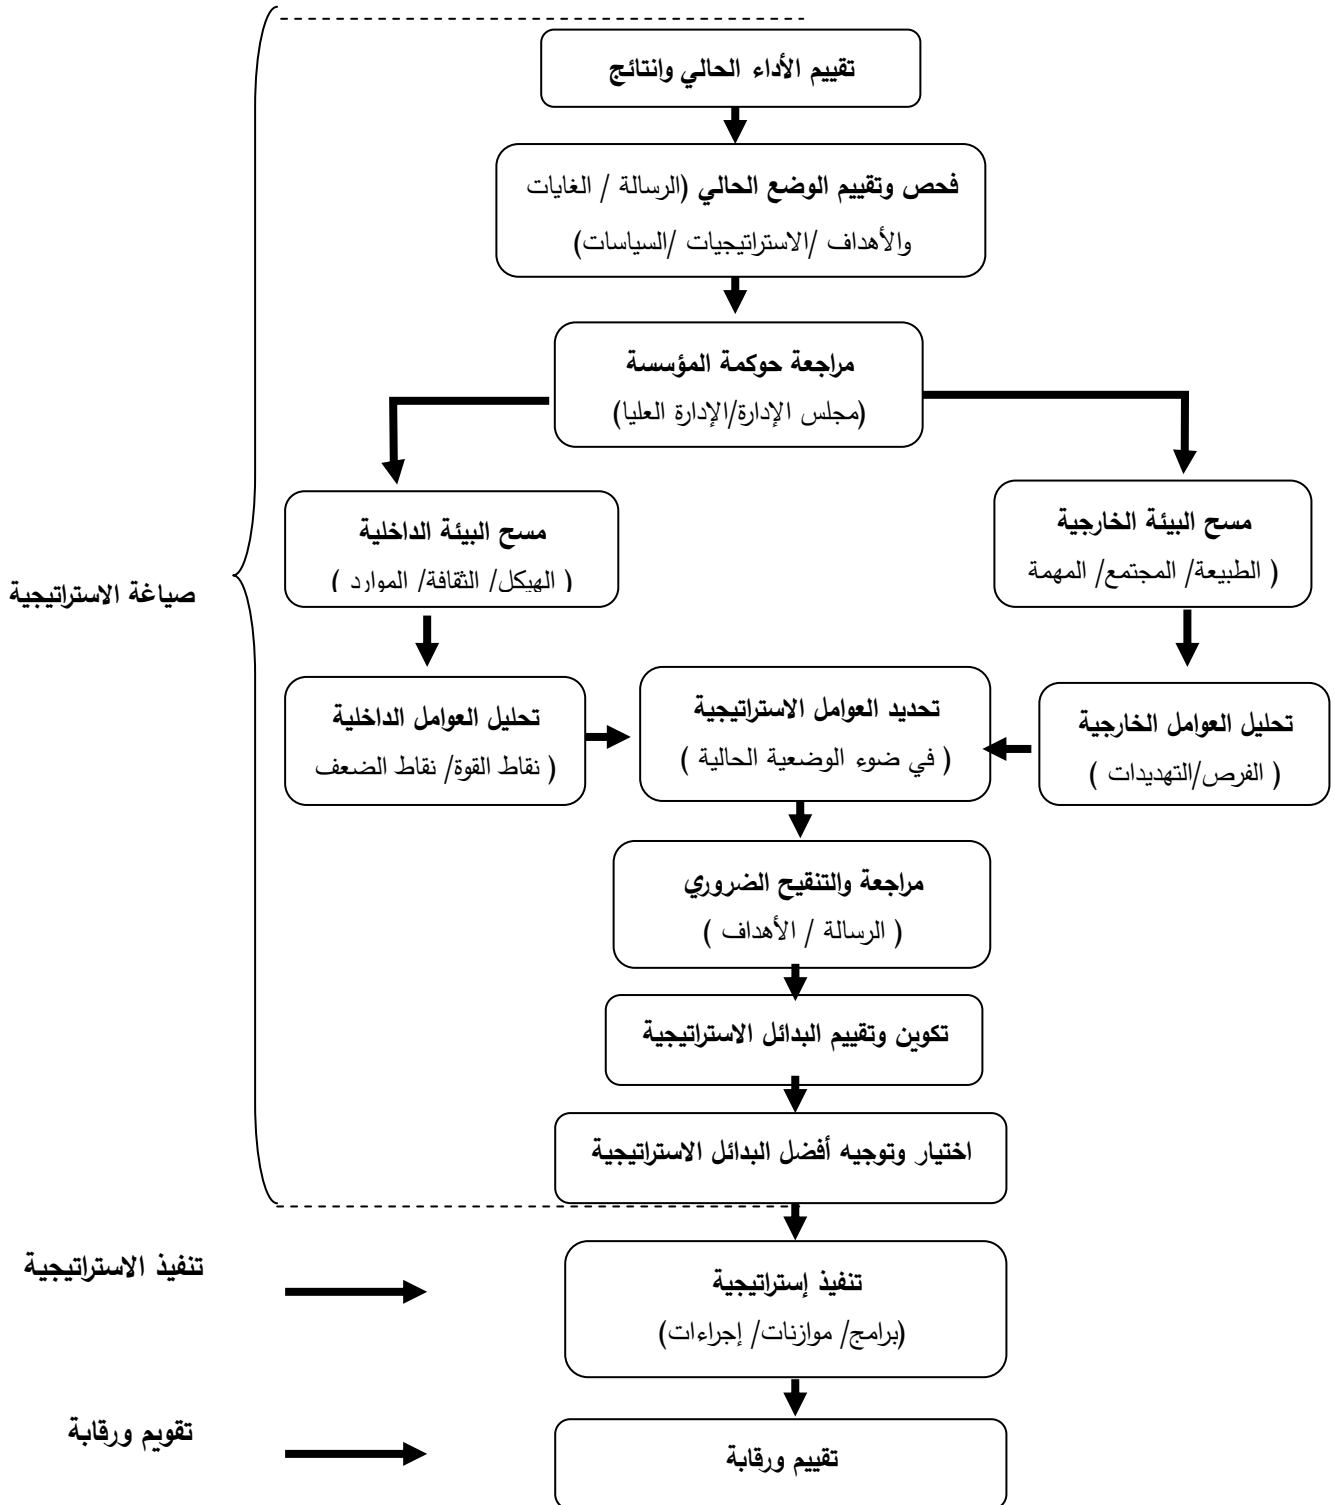 تقييم الأداء الحالي وانتائج
فحص وتقييم الوضع الحالي (الرسالة / الغايات
والأهداف /الاستراتيجيات /السياسات)
مراجعة حوكمة المؤسسة
(مجلس الإدارة/الإدارة العليا)
مسح البيئة الخارجية
( الطبيعة/ المجتمع/ المهمة
مسح البيئة الداخلية
( الهيكل/ الثقافة/ الموارد )
صياغة الاستراتيجية
تحليل العوامل الخارجية
( الفرص/التهديدات )
تحديد العوامل الاستراتيجية
( في ضوء الوضعية الحالية )
تحليل العوامل الداخلية
( نقاط القوة/ نقاط الضعف
مراجعة والتنقيح الضروري
( الرسالة / الأهداف )
تكوين وتقييم البدائل الاستراتيجية
اختيار وتوجيه أفضل البدائل الاستراتيجية
تنفيذ إستراتيجية
(برامج/ موازنات/ إجراءات)
تنفيذ الاستراتيجية
تقييم ورقابة
تقويم ورقابة